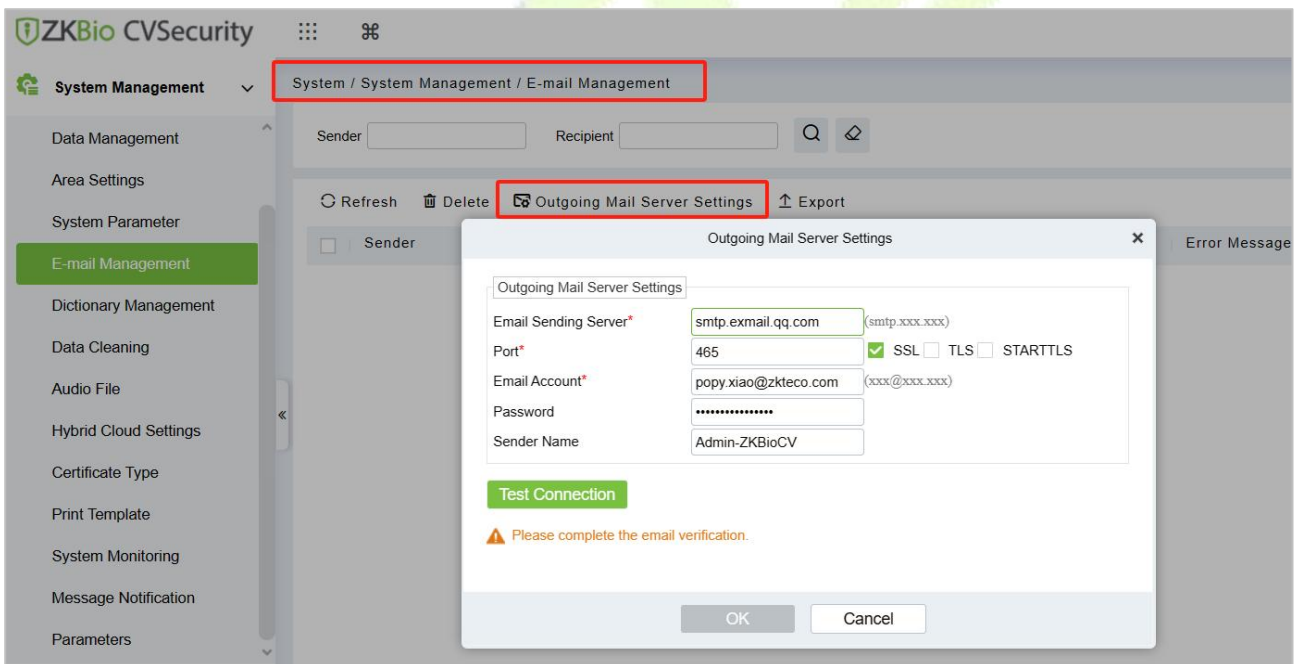 ZKBio CVSecurity
System Management
Data Management
Area Settings
System Parameter
E-mail Management
Dictionary Management
Data Cleaning
Audio File
Hybrid Cloud Settings
Certificate Type
Print Template
System Monitoring
Message Notification
Parameters
System / System Management / E-mail Management
Sender Recipient
Refresh Delete Outgoing Mail Server Settings Export
Sender Error Message
Outgoing Mail Server Settings
Outgoing Mail Server Settings
Email Sending Server* smtp.exmail.qq.com (smtp.xxx.xxx)
Port* 465 SSL TLS STARTTLS
Email Account* popy.xiao@zkteco.com (xxx@xxx.xxx)
Password ••••••••••••••••
Sender Name Admin-ZKBioCV
Test Connection
Please complete the email verification.
OK Cancel